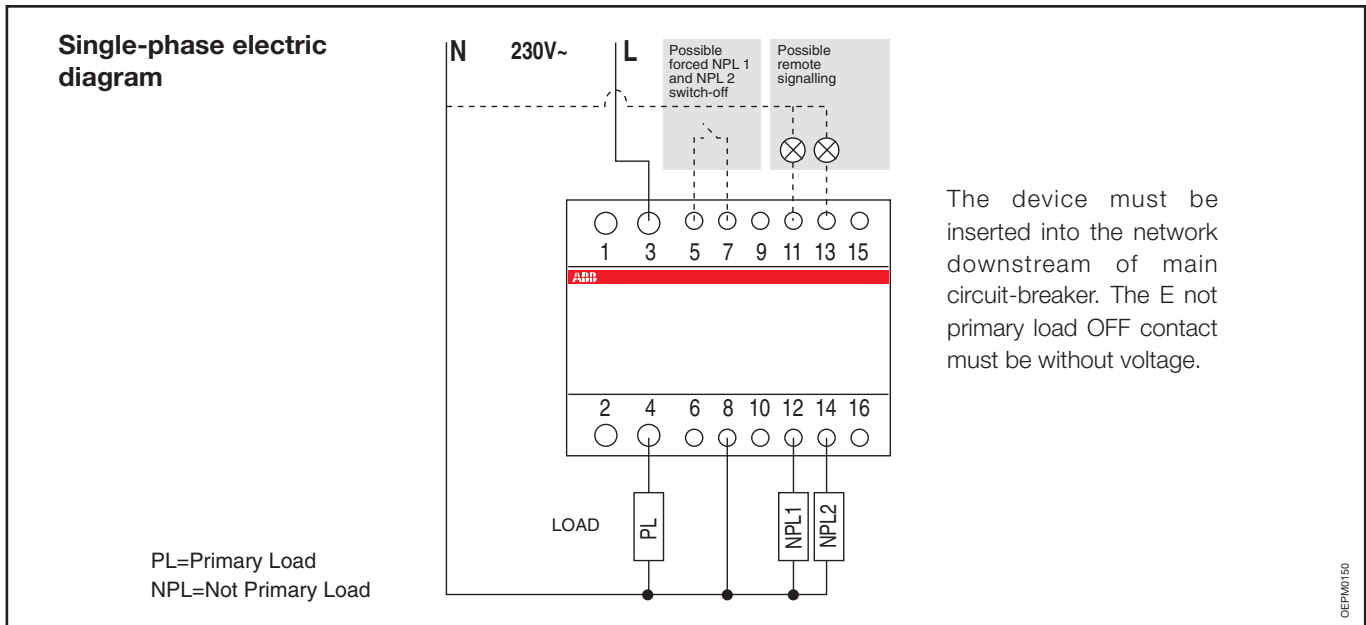 Single-phase electric
diagram
N 230V~ L
Possible
forced NPL 1
and NPL 2
switch-off
Possible
remote
signalling
1 3 5 7 9 11 13 15
ABB
2 4 6 8 10 12 14 16
LOAD
PL
NPL1
NPL2
The device must be
inserted into the network
downstream of main
circuit-breaker. The E not
primary load OFF contact
must be without voltage.
PL=Primary Load
NPL=Not Primary Load
OEPM0150